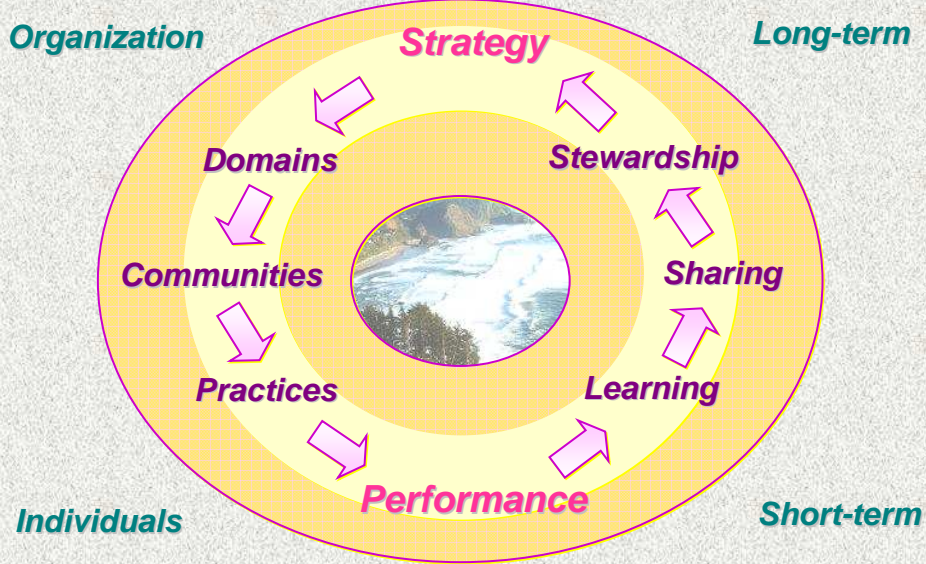 Organization
Strategy
Long-term
Domains
Stewardship
Communities
Sharing
Practices
Learning
Performance
Individuals
Short-term